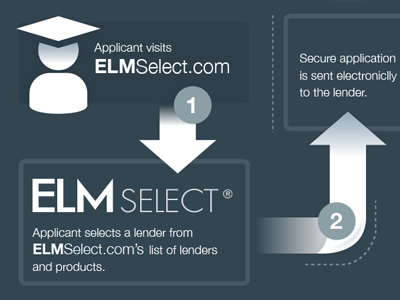 Applicant visits
ELMSelect.com
1
ELM SELECT ®
Applicant selects a lender from
ELMSelect.com's list of lenders
and products.
2
Secure application
is sent electroniclly
to the lender.